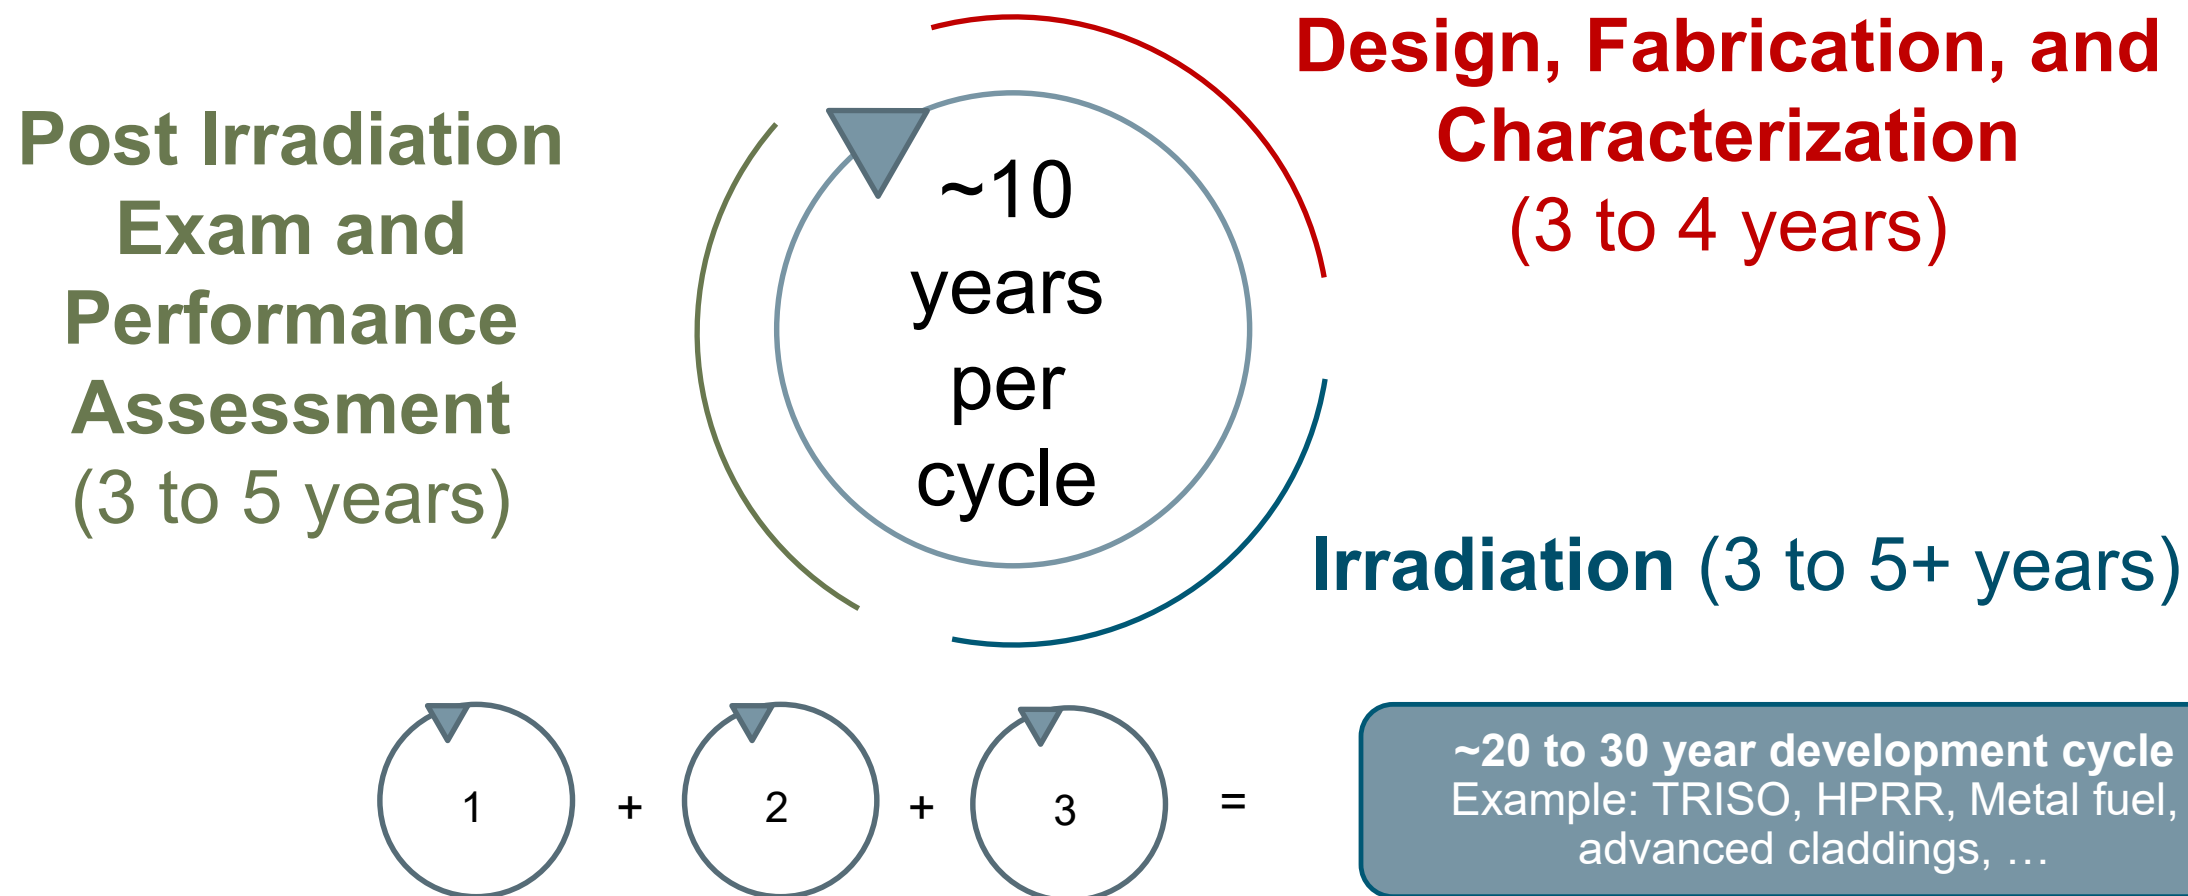 Post Irradiation
Exam and
Performance
Assessment
(3 to 5 years)
~10
years
per
cycle
Design, Fabrication, and
Characterization
(3 to 4 years)
Irradiation (3 to 5+ years)
1 + 2 + 3 =
~20 to 30 year development cycle
Example: TRISO, HPRR, Metal fuel,
advanced claddings, …